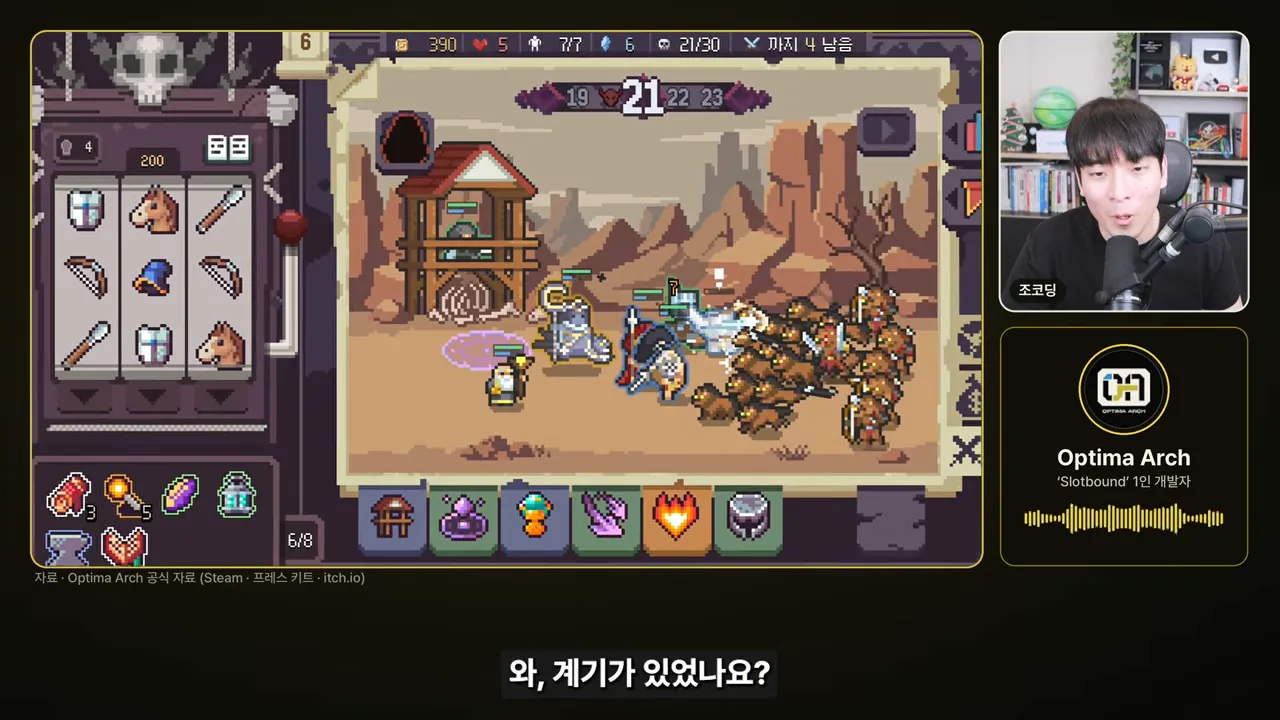 6
390
5
7/7
6
21/30
까지 4 남음
19 21 22 23
4
200
7
3
5
6/8
조코딩
OPTIMA ARCH
Optima Arch
‘Slotbound’ 1인 개발자
자료 · Optima Arch 공식 자료 (Steam · 프레스 키트 · itch.io)
와, 계기가 있었나요?